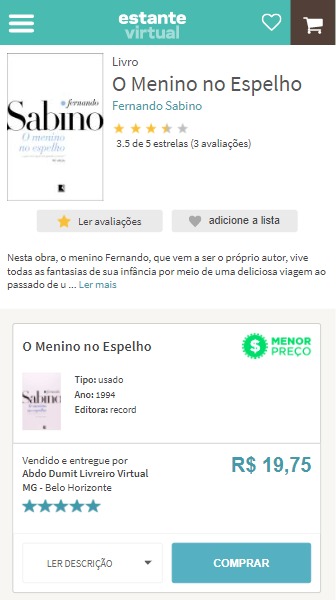 estante
virtual
Livro
O Menino no Espelho
Fernando Sabino
fernando
Sabino
O menino
no espelho
3.5 de 5 estrelas (3 avaliações)
Ler avaliações
adicione a lista
Nesta obra, o menino Fernando, que vem a ser o próprio autor, vive
todas as fantasias de sua infância por meio de uma deliciosa viagem ao
passado de u ... Ler mais
O Menino no Espelho
$ MENOR
PREÇO
Sabino
Tipo: usado
Ano: 1994
Editora: record
Vendido e entregue por
Abdo Dumit Livreiro Virtual
MG - Belo Horizonte
R$ 19,75
LER DESCRIÇÃO
COMPRAR